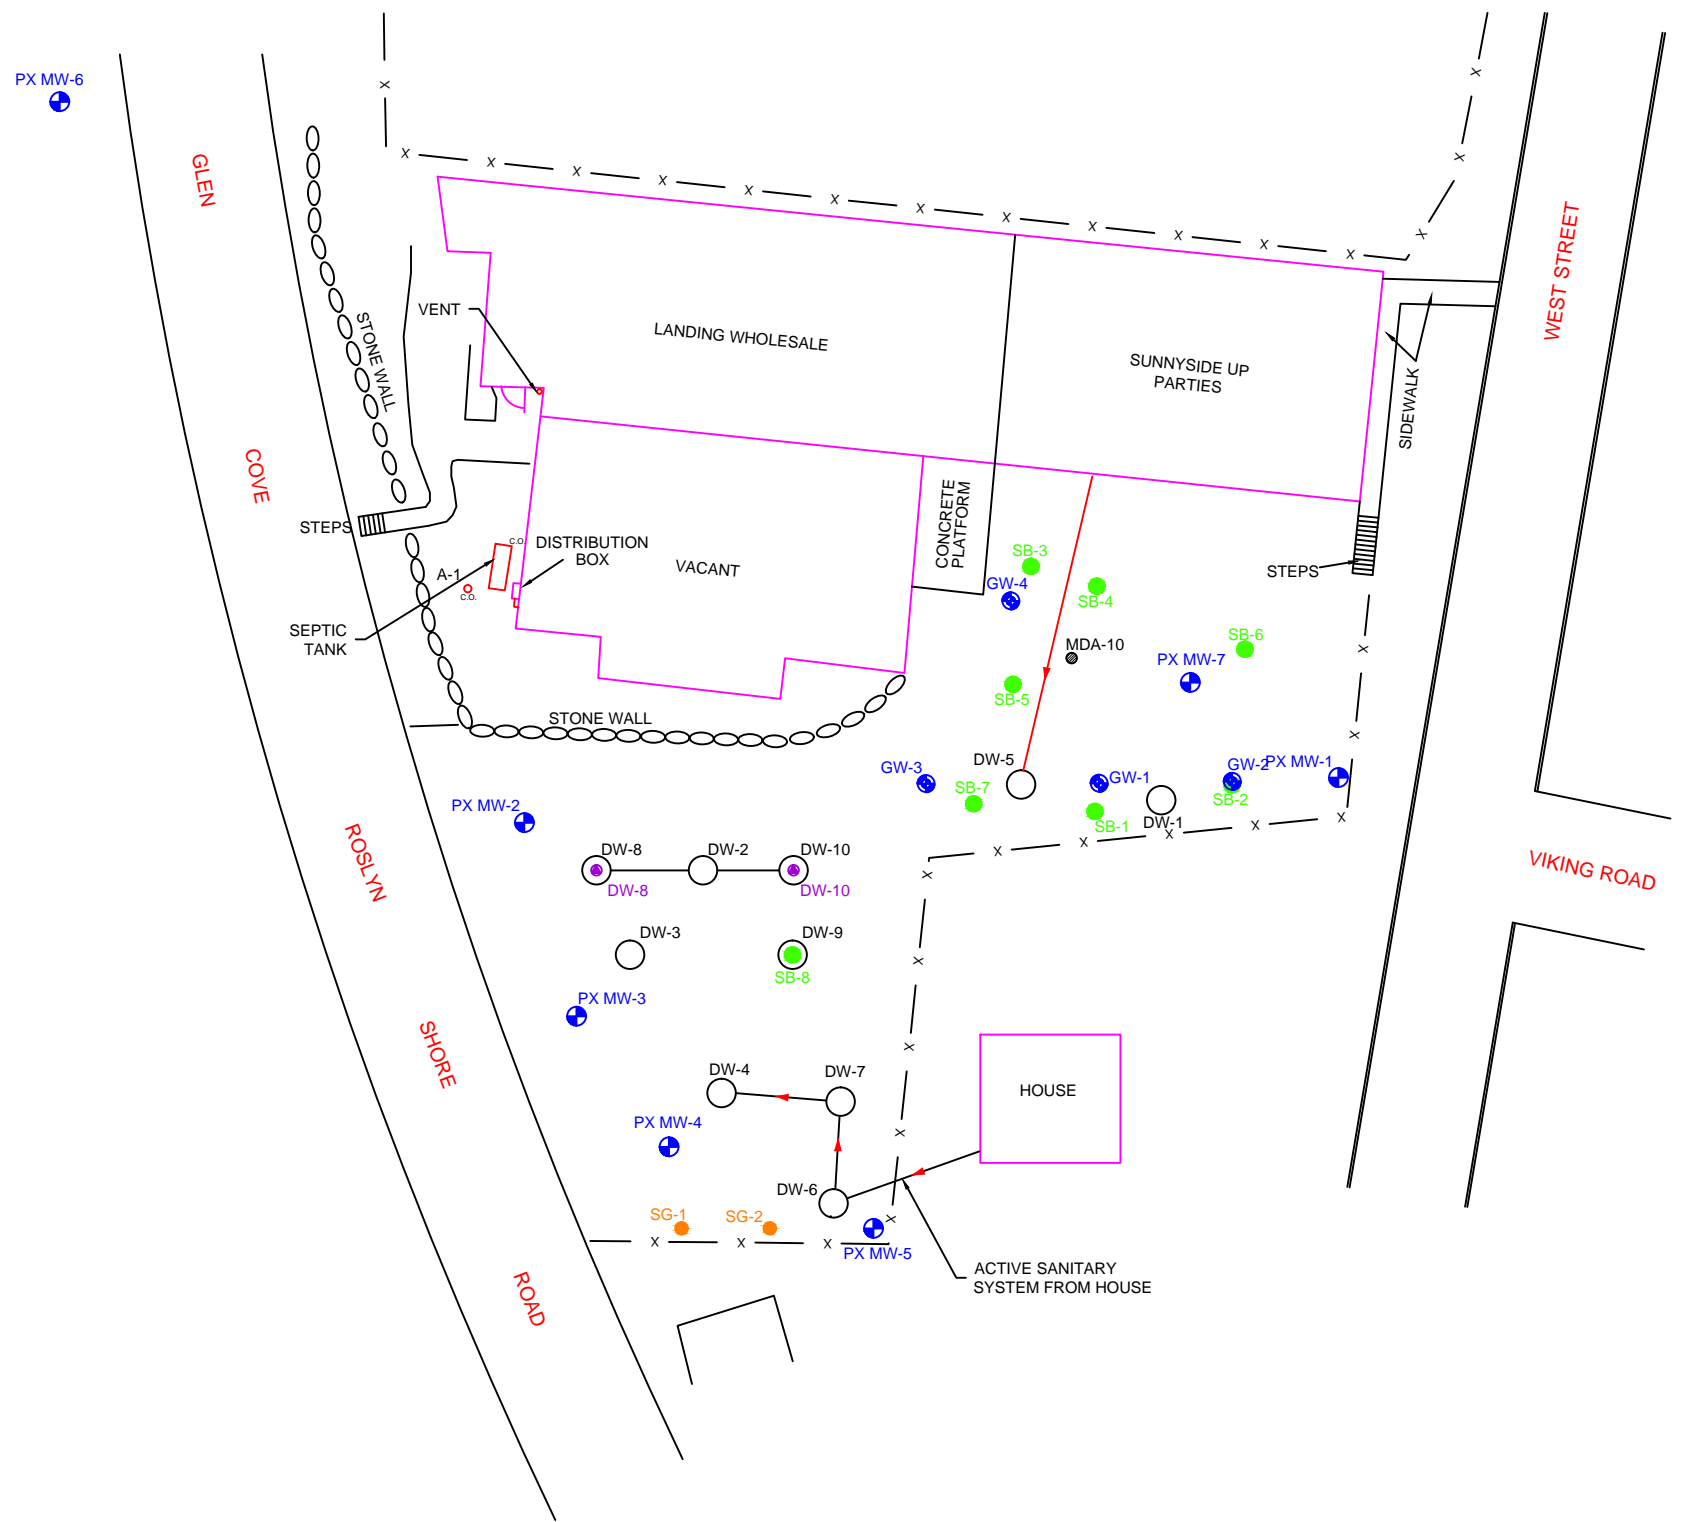 PX MW-6
GLEN
COVE
ROSLYN
SHORE
ROAD
STONE WALL
VENT
LANDING WHOLESALE
SUNNYSIDE UP
PARTIES
WEST STREET
SIDEWALK
STEPS
C.O.
DISTRIBUTION
BOX
A-1
C.O.
SEPTIC
TANK
VACANT
CONCRETE
PLATFORM
SB-3
GW-4
SB-4
STEPS
MDA-10
SB-6
PX MW-7
SB-5
STONE WALL
GW-3
DW-5
SB-7
GW-1
SB-1
DW-1
GW-2
SB-2
PX MW-1
PX MW-2
DW-8
DW-2
DW-10
DW-8
DW-10
VIKING ROAD
DW-3
DW-9
SB-8
PX MW-3
DW-4
DW-7
HOUSE
PX MW-4
DW-6
SG-1
SG-2
PX MW-5
ACTIVE SANITARY
SYSTEM FROM HOUSE